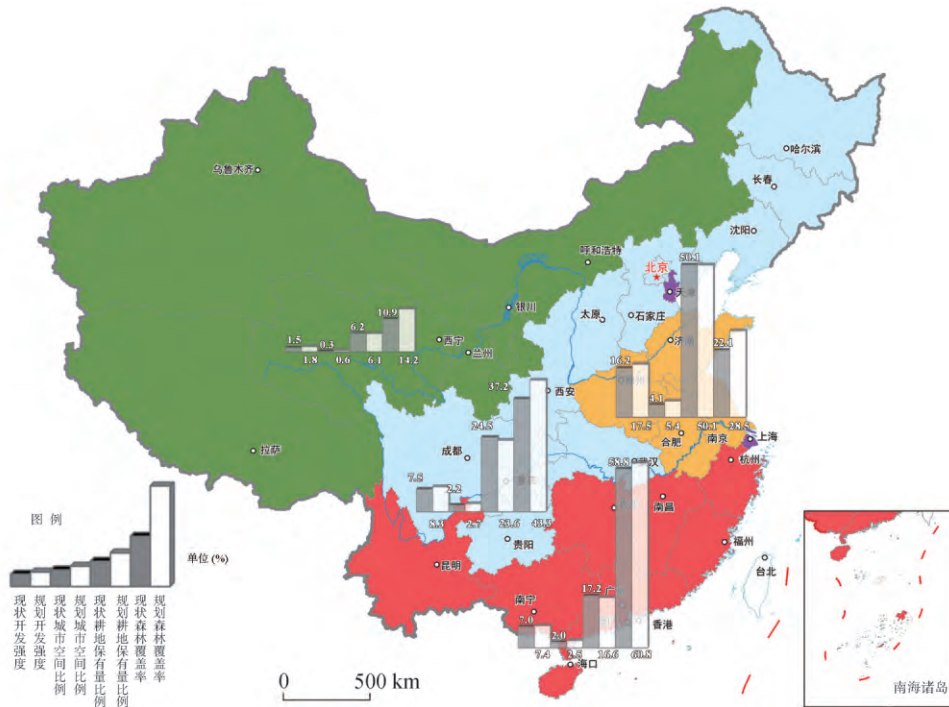 哈尔滨
乌鲁木齐
长春
沈阳
呼和浩特
北京
天津
银川
太原
石家庄
济南
西宁
兰州
西安
郑州
拉萨
成都
合肥
南京
上海
武汉
杭州
南昌
贵阳
福州
昆明
台北
南宁
香港
海口
1.5
0.3
6.2
10.9
1.8
0.6
6.1
14.2
16.2
4.1
50.1
22.1
17.5
5.4
50.1
28.8
2.2
24.5
37.2
8.3
2.7
23.6
43.3
7.0
2.0
17.2
58.8
7.4
2.8
16.6
60.8
图 例
单位(%)
现状开发强度
规划开发强度
现状城市空间比例
规划城市空间比例
现状耕地保有量比例
规划耕地保有量比例
现状森林覆盖率
规划森林覆盖率
0 500 km
南海诸岛